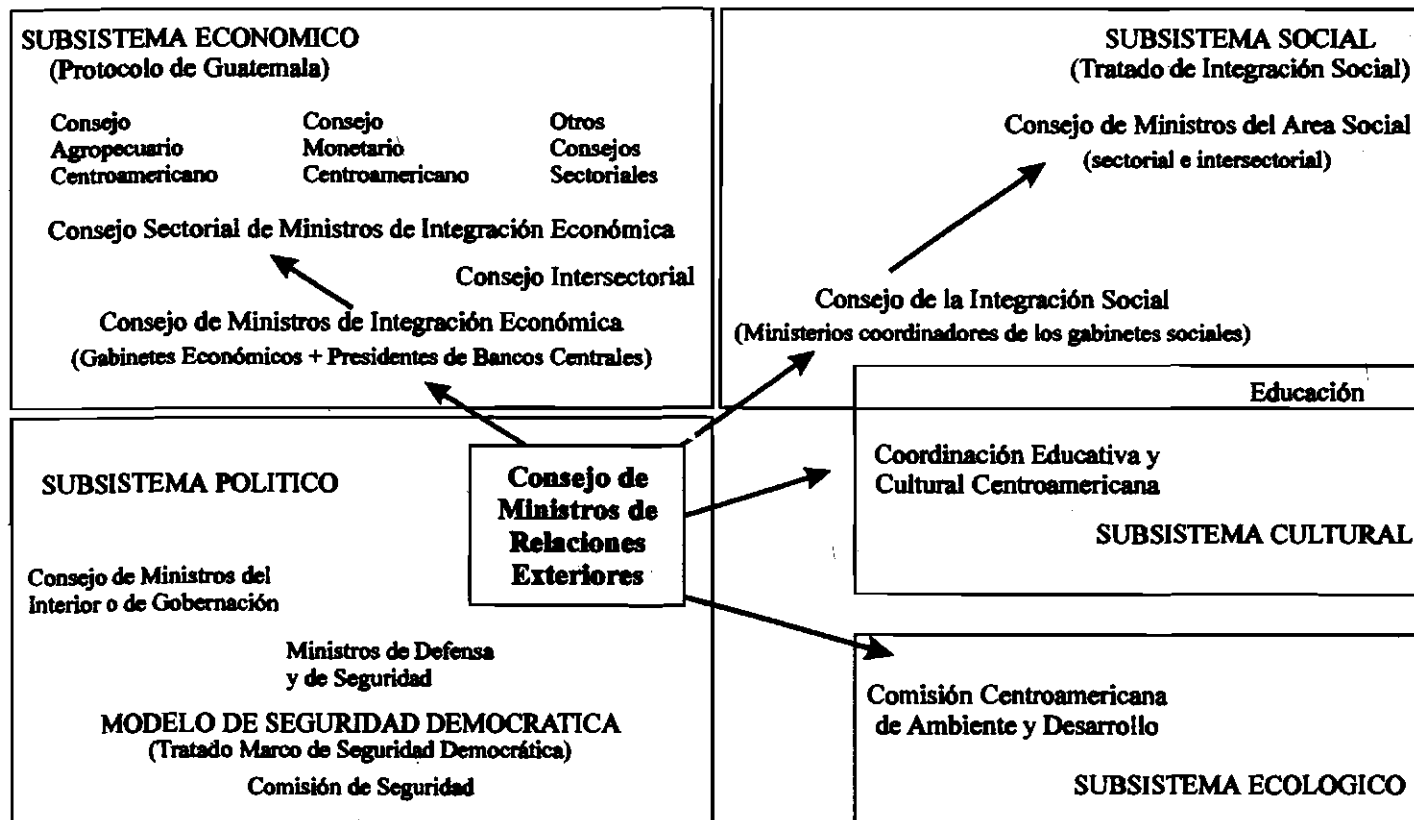 SUBSISTEMA ECONOMICO
(Protocolo de Guatemala)
Consejo
Agropecuario
Centroamericano
Consejo
Monetario
Centroamericano
Otros
Consejos
Sectoriales
Consejo Sectorial de Ministros de Integración Económica
Consejo Intersectorial
Consejo de Ministros de Integración Económica
(Gabinetes Económicos + Presidentes de Bancos Centrales)
SUBSISTEMA SOCIAL
(Tratado de Integración Social)
Consejo de Ministros del Area Social
(sectorial e intersectorial)
Consejo de la Integración Social
(Ministerios coordinadores de los gabinetes sociales)
Educación
Coordinación Educativa y
Cultural Centroamericana
SUBSISTEMA CULTURAL
SUBSISTEMA POLITICO
Consejo de
Ministros de
Relaciones
Exteriores
Consejo de Ministros del
Interior o de Gobernación
Ministros de Defensa
y de Seguridad
MODELO DE SEGURIDAD DEMOCRATICA
(Tratado Marco de Seguridad Democrática)
Comisión de Seguridad
Comisión Centroamericana
de Ambiente y Desarrollo
SUBSISTEMA ECOLOGICO